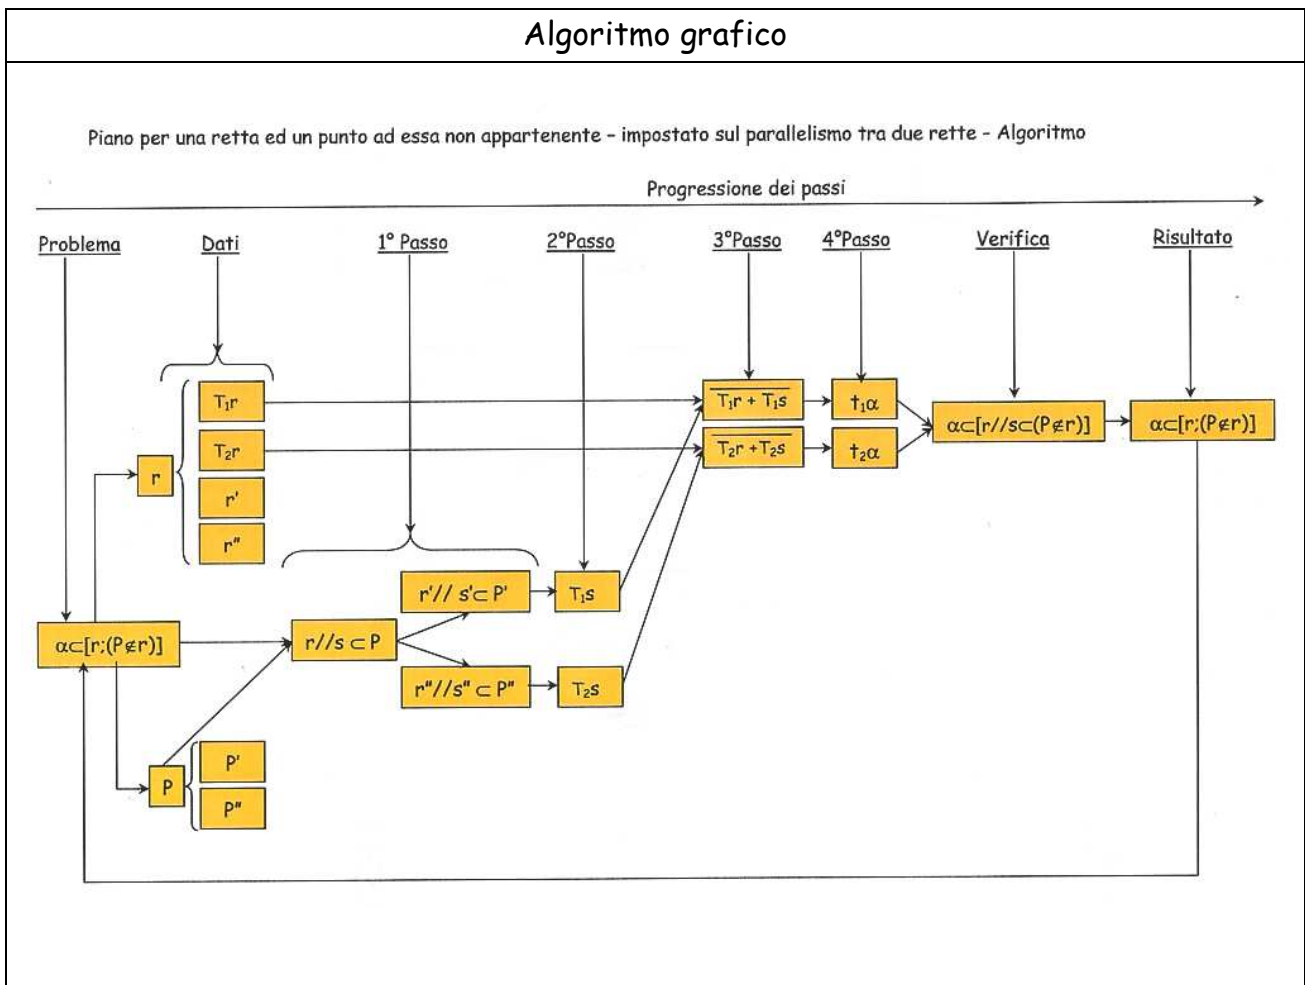 Algoritmo grafico
Piano per una retta ed un punto ad essa non appartenente – impostato sul parallelismo tra due rette - Algoritmo
Progressione dei passi
Problema
Dati
1° Passo
2°Passo
3°Passo
4°Passo
Verifica
Risultato
T₁r
T₂r
r
r'
r"
T₁r + T₁s
T₂r +T₂s
t₁α
t₂α
α⊂[r//s⊂(P∉r)]
α⊂[r;(P∉r)]
r'// s'⊂ P'
T₁s
α⊂[r;(P∉r)]
r//s ⊂ P
r"//s" ⊂ P"
T₂s
P
P'
P"